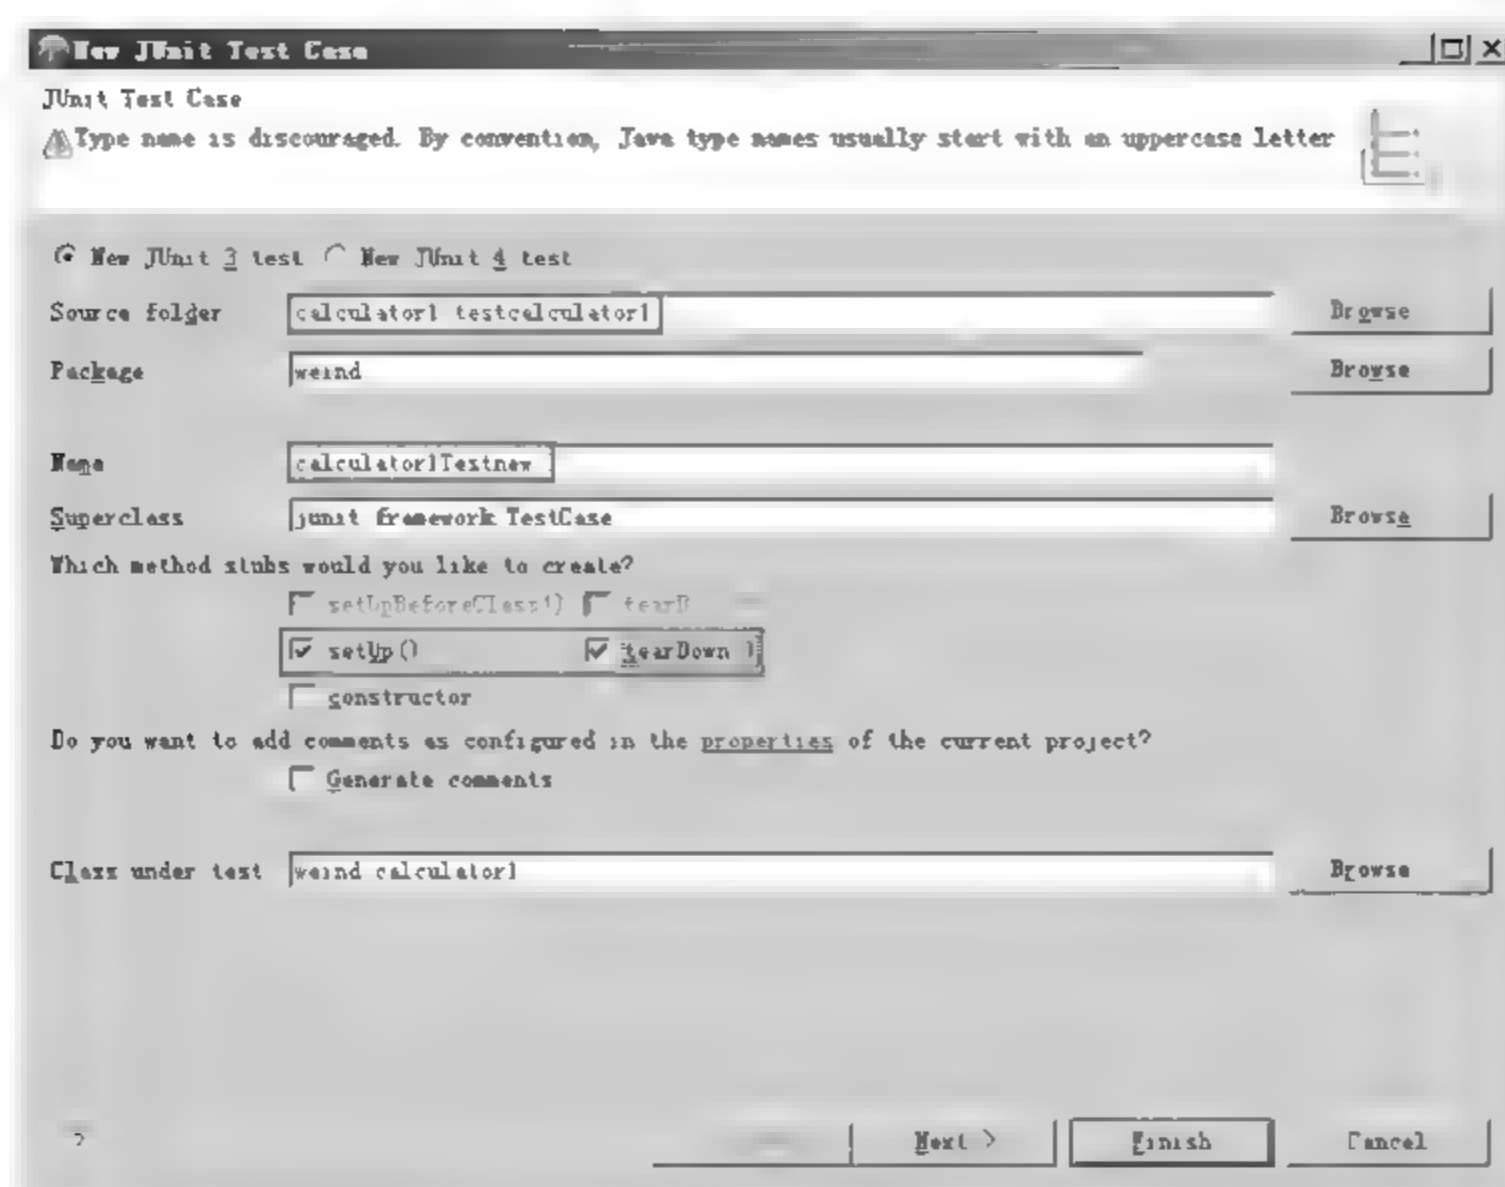 New JUnit Test Case
JUnit Test Case
Type name is discouraged. By convention, Java type names usually start with an uppercase letter
New JUnit 3 test New JUnit 4 test
Source folder calculator1 testcalculator1 Browse
Package weind Browse
Name calculator1Testnew
Superclass junit framework TestCase Browse
Which method stubs would you like to create?
setUpBeforeClass()
setUp() tearDown )
constructor
Do you want to add comments as configured in the properties of the current project?
Generate comments
Class under test weind calculator1 Browse
? Next > Finish Cancel